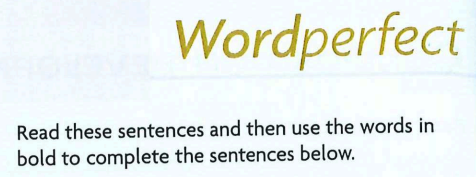 Wordperfect
Read these sentences and then use the words in
bold to complete the sentences below.